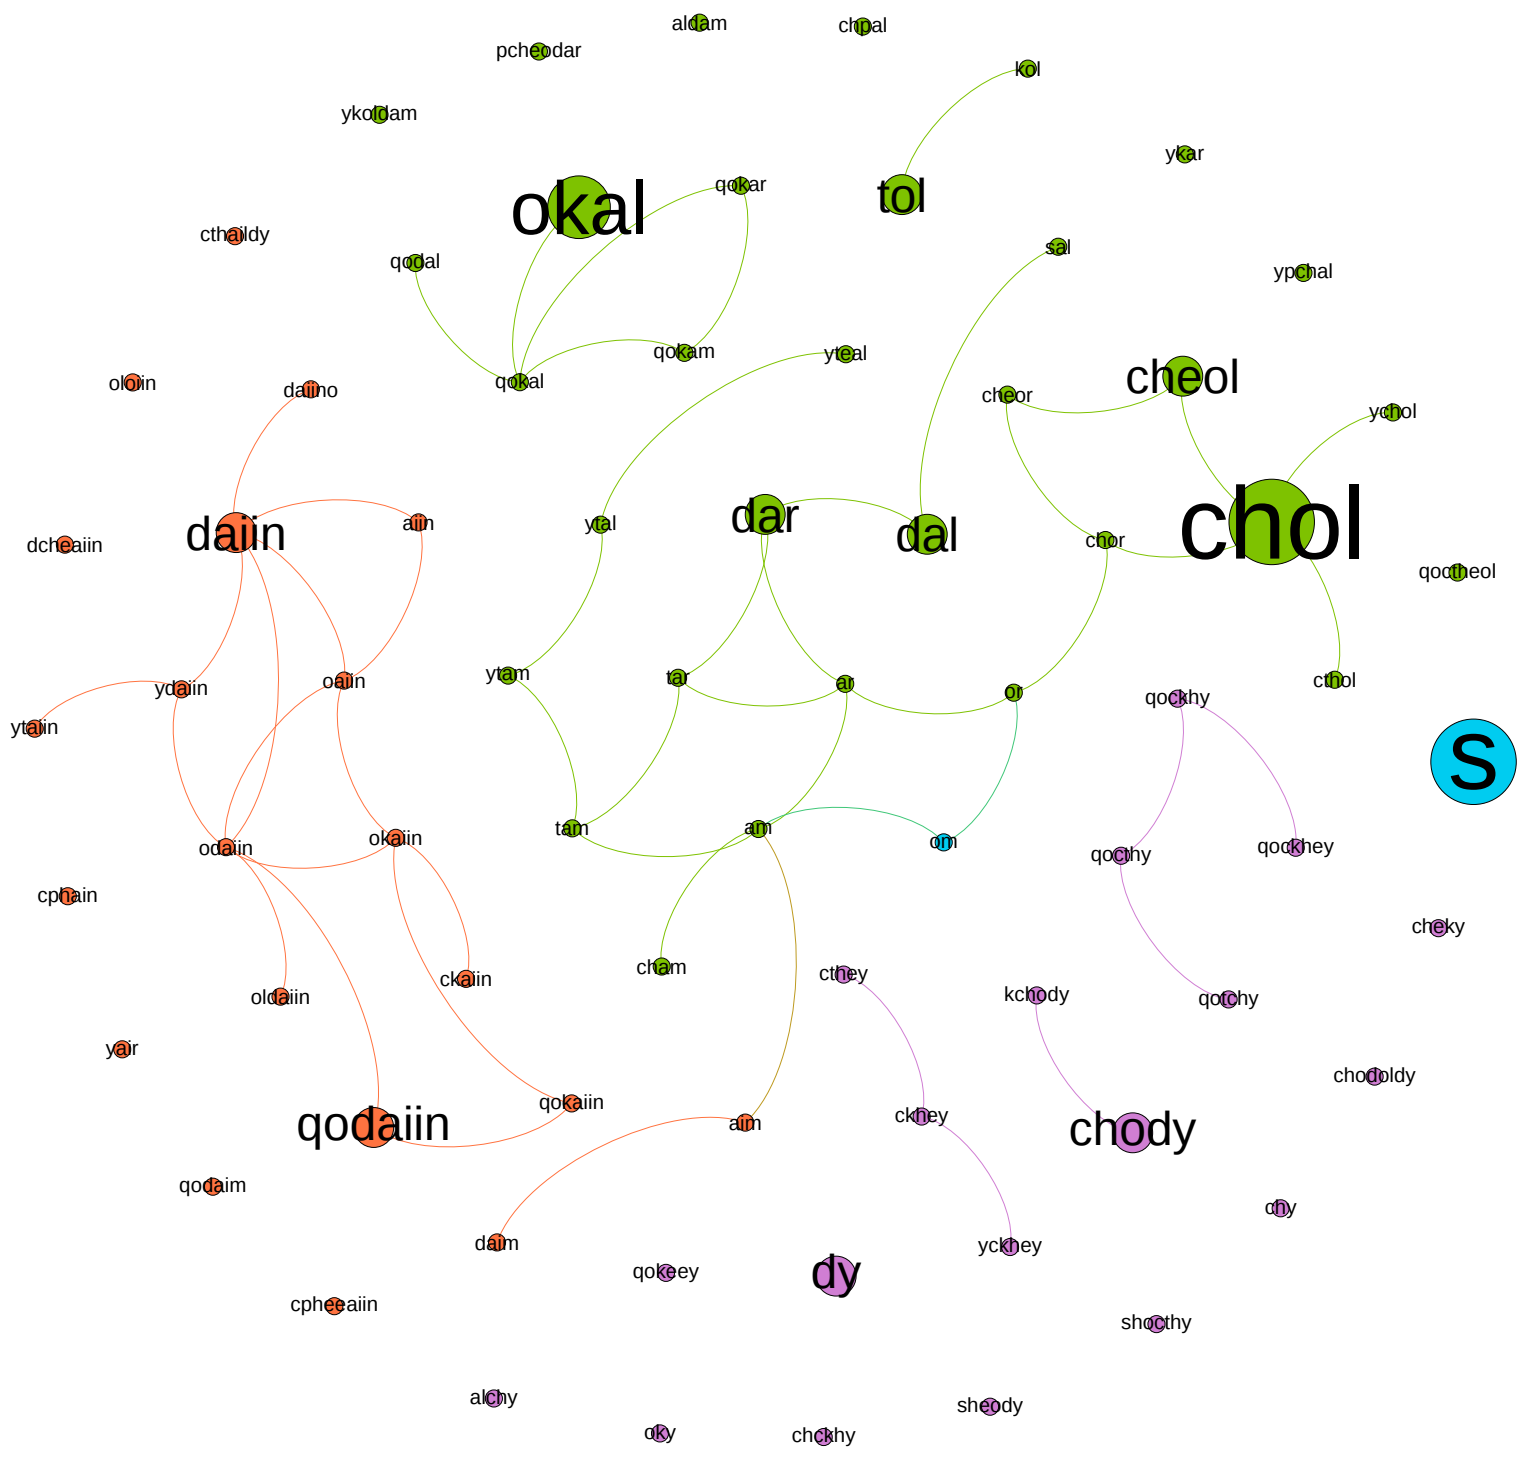 aldam
chpal
pcheodar
kol
ykoldam
ykar
okal
qokar
tol
cthaildy
sal
qodal
ypchal
qokam
yteal
qokal
cheol
oloiin
daiino
cheor
ychol
daiin
aiin
ytal
dar
dal
chor
chol
dcheaiin
qoctheol
ytam
tar
ar
or
cthol
ydaiin
oaiin
qockhy
ytaiin
s
odaiin
okaiin
tam
am
om
qocthy
qockhey
cphain
cheky
oldaiin
ckaiin
cham
cthey
kchody
qotchy
yair
chodoldy
qodaiin
qokaiin
aim
ckhey
chody
qodaim
chy
daim
qokeey
dy
yckhey
cpheeaiin
shocthy
alchy
sheody
oky
chckhy